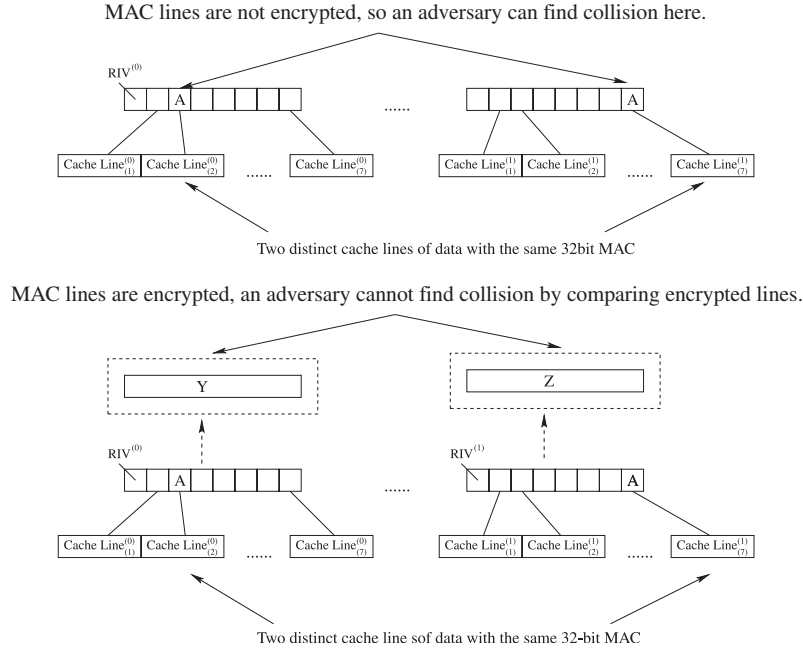 MAC lines are not encrypted, so an adversary can find collision here.
RIV(0)
A ...... A
Cache Line(0)(1) Cache Line(0)(2) ...... Cache Line(0)(7) Cache Line(1)(1) Cache Line(1)(2) ...... Cache Line(1)(7)
Two distinct cache lines of data with the same 32bit MAC
MAC lines are encrypted, an adversary cannot find collision by comparing encrypted lines.
Y Z
RIV(0) RIV(1)
A ...... A
Cache Line(0)(1) Cache Line(0)(2) ...... Cache Line(0)(7) Cache Line(1)(1) Cache Line(1)(2) ...... Cache Line(1)(7)
Two distinct cache line sof data with the same 32-bit MAC